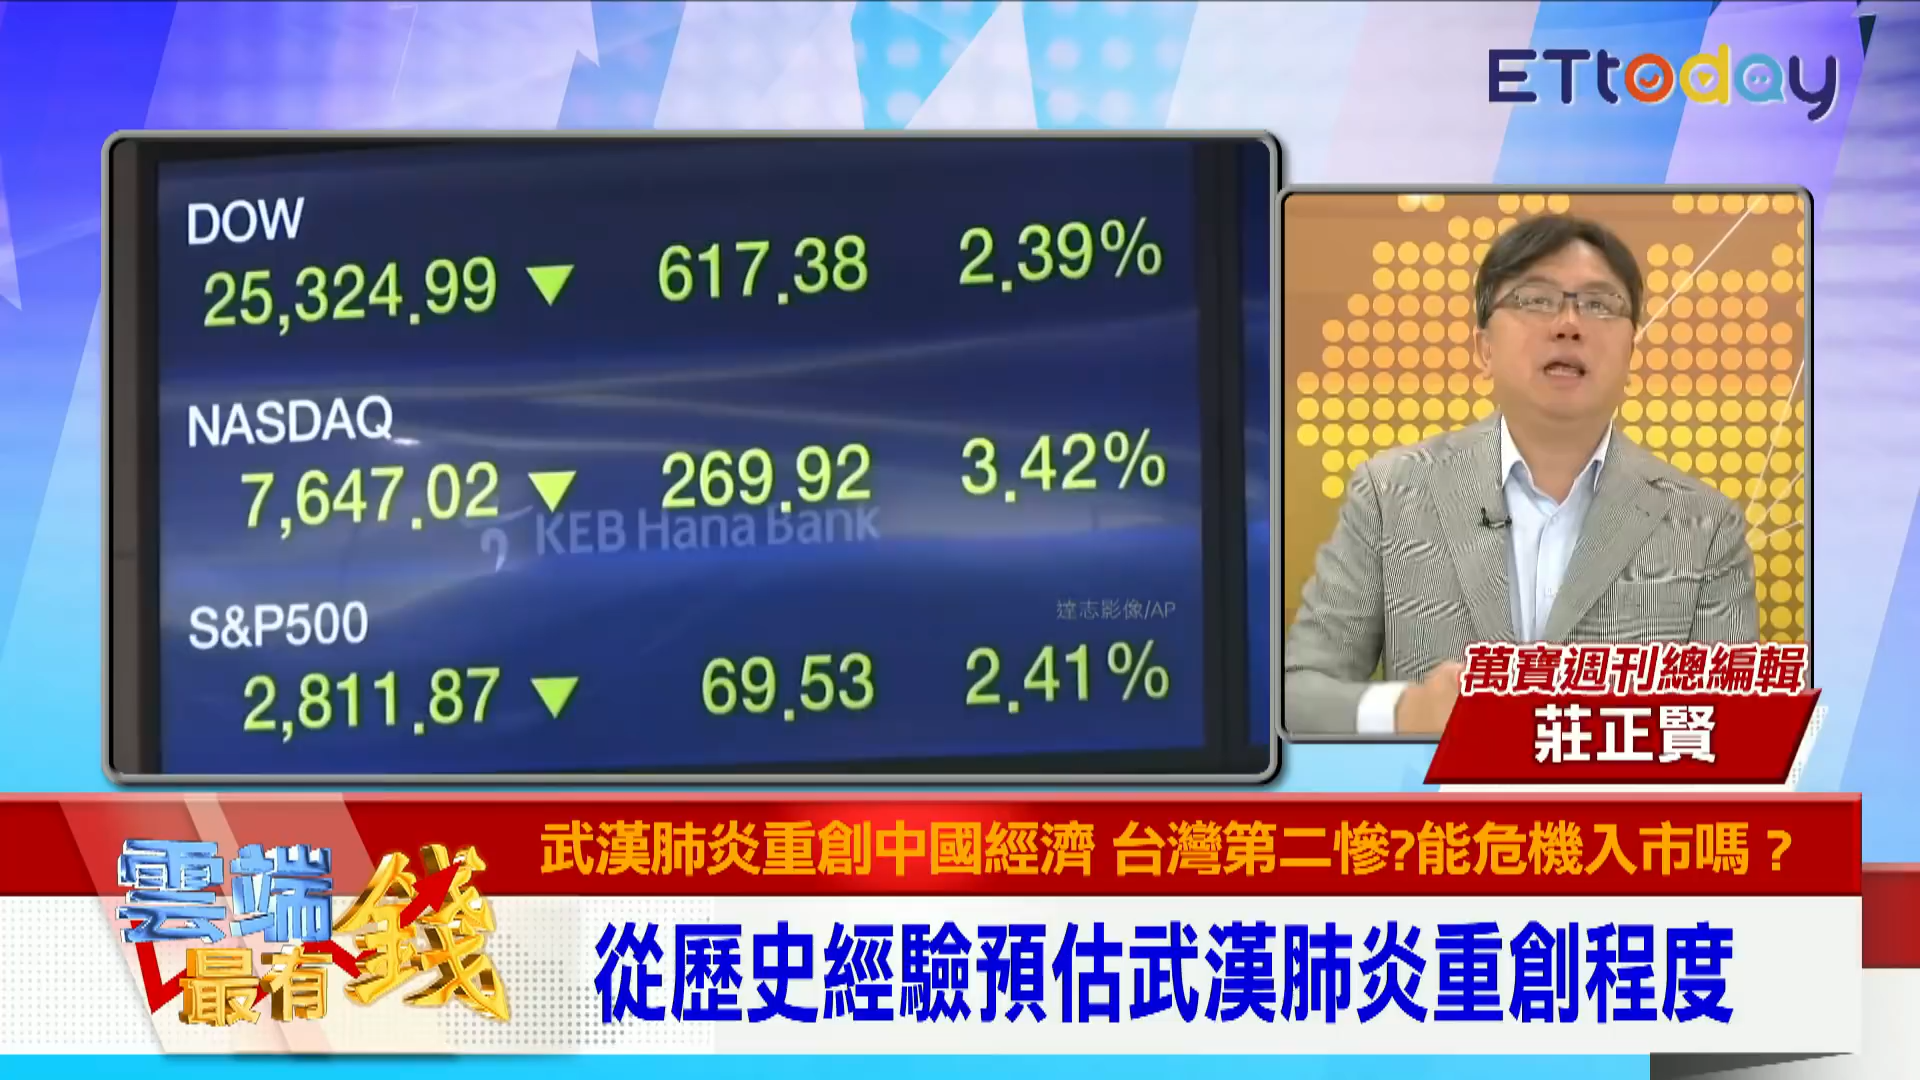 ETtoday
DOW
25,324.99 ▼ 617.38 2.39%
NASDAQ
7,647.02 ▼ 269.92 3.42%
KEB Hana Bank
達志影像/AP
S&P500
2,811.87 ▼ 69.53 2.41%
萬寶週刊總編輯
莊正賢
武漢肺炎重創中國經濟 台灣第二慘?能危機入市嗎？
雲端
最有錢
從歷史經驗預估武漢肺炎重創程度